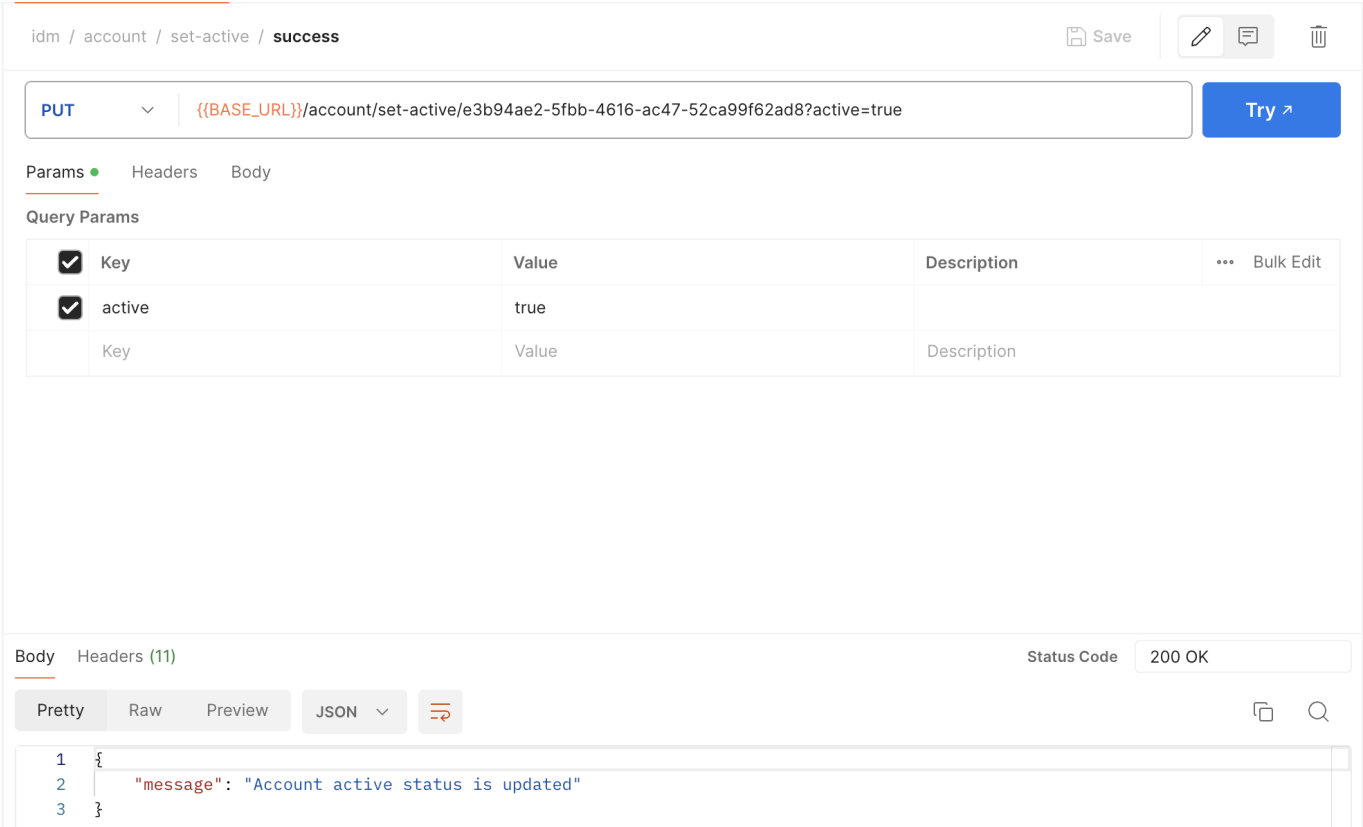 idm / account / set-active / success
Save
PUT
{{BASE_URL}}/account/set-active/e3b94ae2-5fbb-4616-ac47-52ca99f62ad8?active=true
Try ↗
Params Headers Body
Query Params
Key Value Description ••• Bulk Edit
active true
Key Value Description
Body Headers (11) Status Code 200 OK
Pretty Raw Preview JSON
1 {
2 "message": "Account active status is updated"
3 }